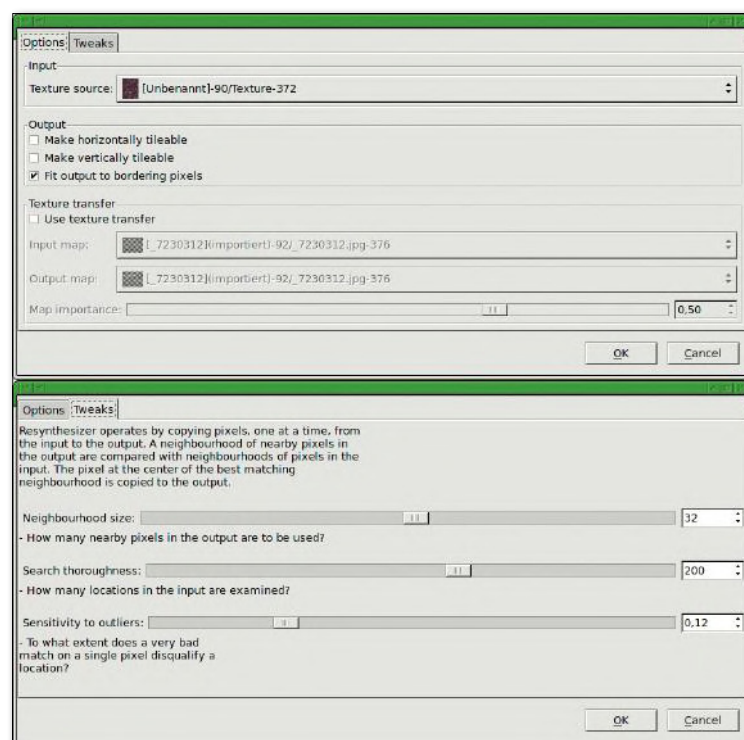 Options Tweaks
Input
Texture source: [Unbenannt]-90/Texture-372
Output
Make horizontally tileable
Make vertically tileable
Fit output to bordering pixels
Texture transfer
Use texture transfer
Input map: [_7230312](importiert)-92/_7230312.jpg-376
Output map: [_7230312](importiert)-92/_7230312.jpg-376
Map importance: 0,50
OK Cancel
Options Tweaks
Resynthesizer operates by copying pixels, one at a time, from
the input to the output. A neighbourhood of nearby pixels in
the output are compared with neighbourhoods of pixels in the
input. The pixel at the center of the best matching
neighbourhood is copied to the output.
Neighbourhood size: 32
- How many nearby pixels in the output are to be used?
Search thoroughness: 200
- How many locations in the input are examined?
Sensitivity to outliers: 0,12
- To what extent does a very bad
match on a single pixel disqualify a
location?
OK Cancel